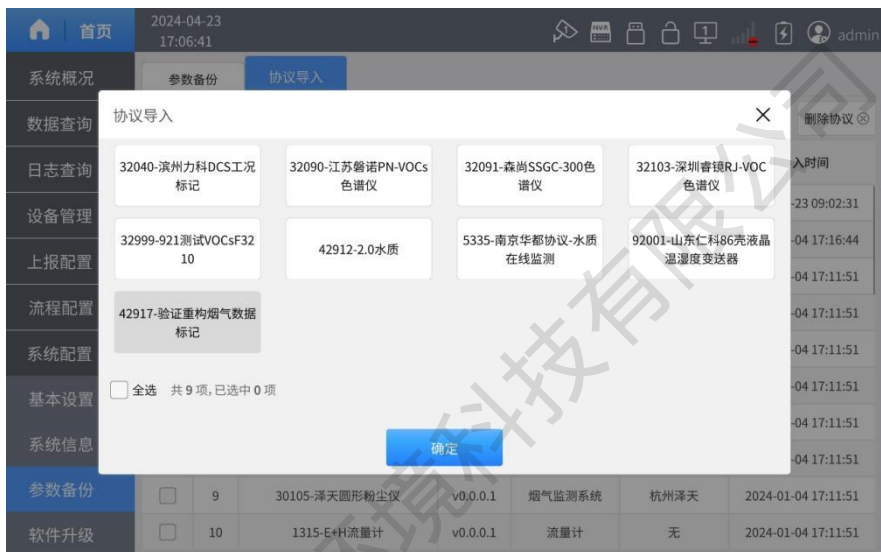 首页
2024-04-23
17:06:41
NVR
1
admin
系统概况
参数备份
协议导入
数据查询
协议导入
删除协议
日志查询
32040-滨州力科DCS工况
标记
32090-江苏磐诺PN-VOCs
色谱仪
32091-森尚SSGC-300色
谱仪
32103-深圳睿镜RJ-VOC
色谱仪
入时间
设备管理
-23 09:02:31
32999-921测试VOCsF32
10
42912-2.0水质
5335-南京华都协议-水质
在线监测
92001-山东仁科86壳液晶
温湿度变送器
-04 17:16:44
上报配置
-04 17:11:51
流程配置
42917-验证重构烟气数据
标记
-04 17:11:51
系统配置
-04 17:11:51
基本设置
全选 共 9 项,已选中 0 项
-04 17:11:51
-04 17:11:51
系统信息
确定
-04 17:11:51
参数备份
9 30105-泽天圆形粉尘仪 v0.0.0.1 烟气监测系统 杭州泽天 2024-01-04 17:11:51
软件升级
10 1315-E+H流量计 v0.0.0.1 流量计 无 2024-01-04 17:11:51
环境科技有限公司